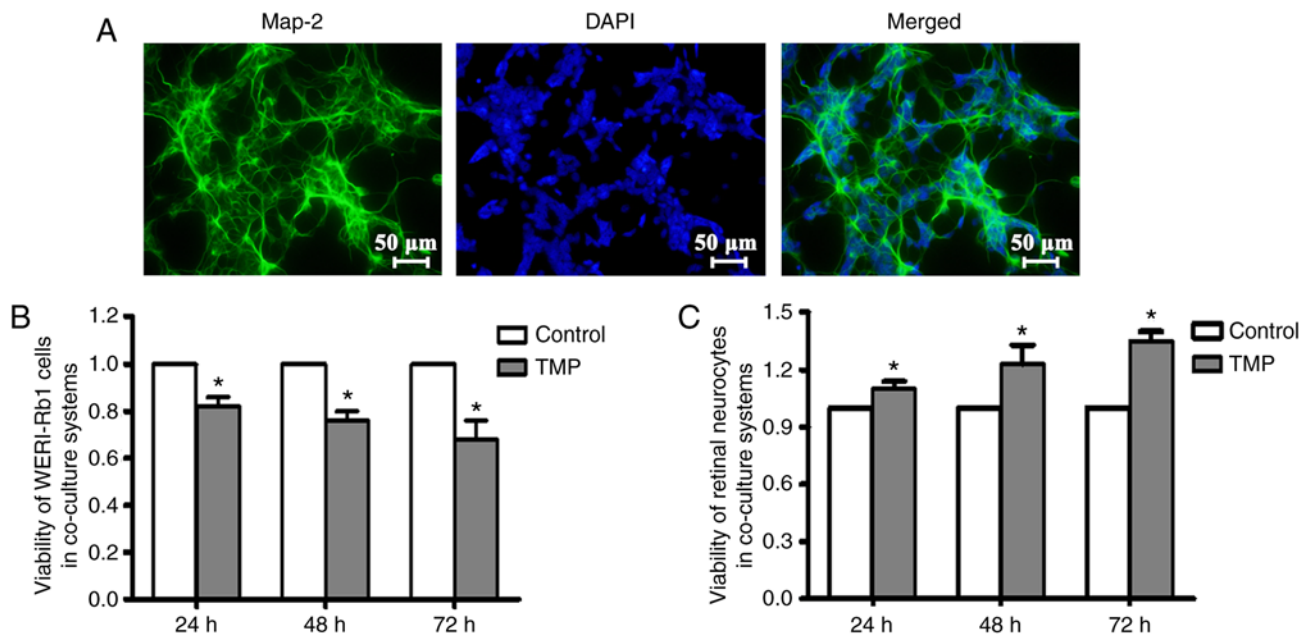 A
Map-2
DAPI
Merged
50 µm
50 µm
50 µm
B
Viability of WERI-Rb1 cells
in co-culture systems
1.2
1.0
0.8
0.6
0.4
0.2
0.0
*
*
*
24 h
48 h
72 h
Control
TMP
C
Viability of retinal neurocytes
in co-culture systems
1.5
1.2
0.9
0.6
0.3
0.0
*
*
*
24 h
48 h
72 h
Control
TMP